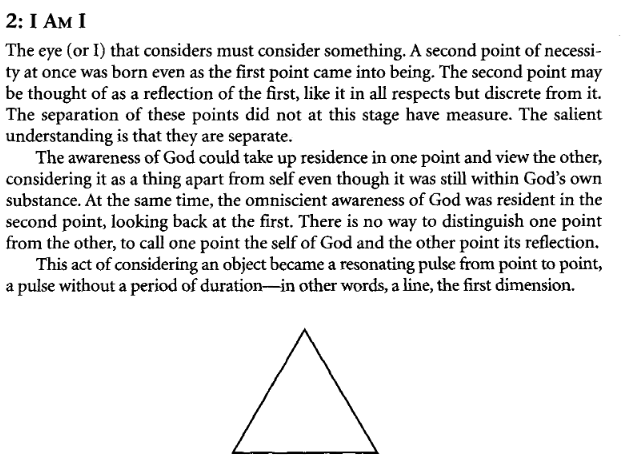 2: I AM I
The eye (or I) that considers must consider something. A second point of necessi-
ty at once was born even as the first point came into being. The second point may
be thought of as a reflection of the first, like it in all respects but discrete from it.
The separation of these points did not at this stage have measure. The salient
understanding is that they are separate.
The awareness of God could take up residence in one point and view the other,
considering it as a thing apart from self even though it was still within God's own
substance. At the same time, the omniscient awareness of God was resident in the
second point, looking back at the first. There is no way to distinguish one point
from the other, to call one point the self of God and the other point its reflection.
This act of considering an object became a resonating pulse from point to point,
a pulse without a period of duration—in other words, a line, the first dimension.